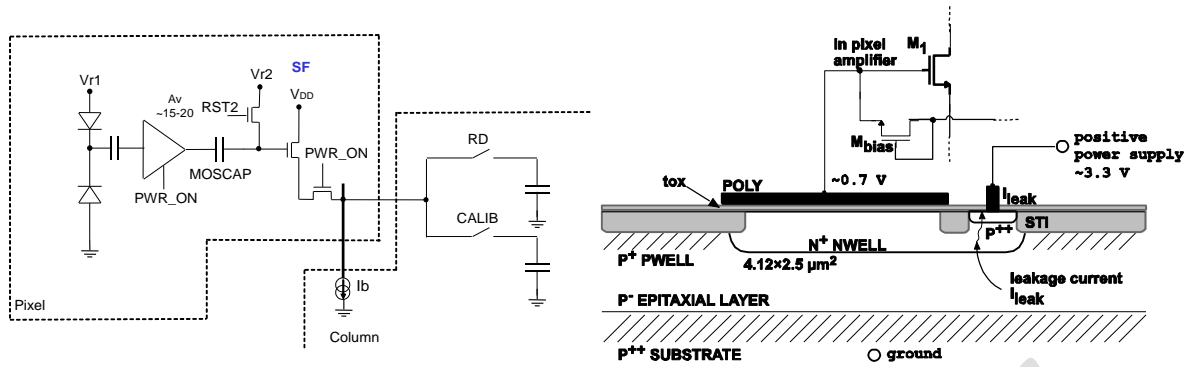 Vr1
Av
~15-20
Vr2
SF
RST2
VDD
PWR_ON
MOSCAP
PWR_ON
RD
CALIB
Ib
Pixel
Column
in pixel
amplifier
M1
Mbias
positive
power supply
~3.3 V
tox
POLY
~0.7 V
Ileak
STI
P++
N+ NWELL
P+ PWELL
4.12×2.5 μm2
leakage current
Ileak
P- EPITAXIAL LAYER
P++ SUBSTRATE
ground